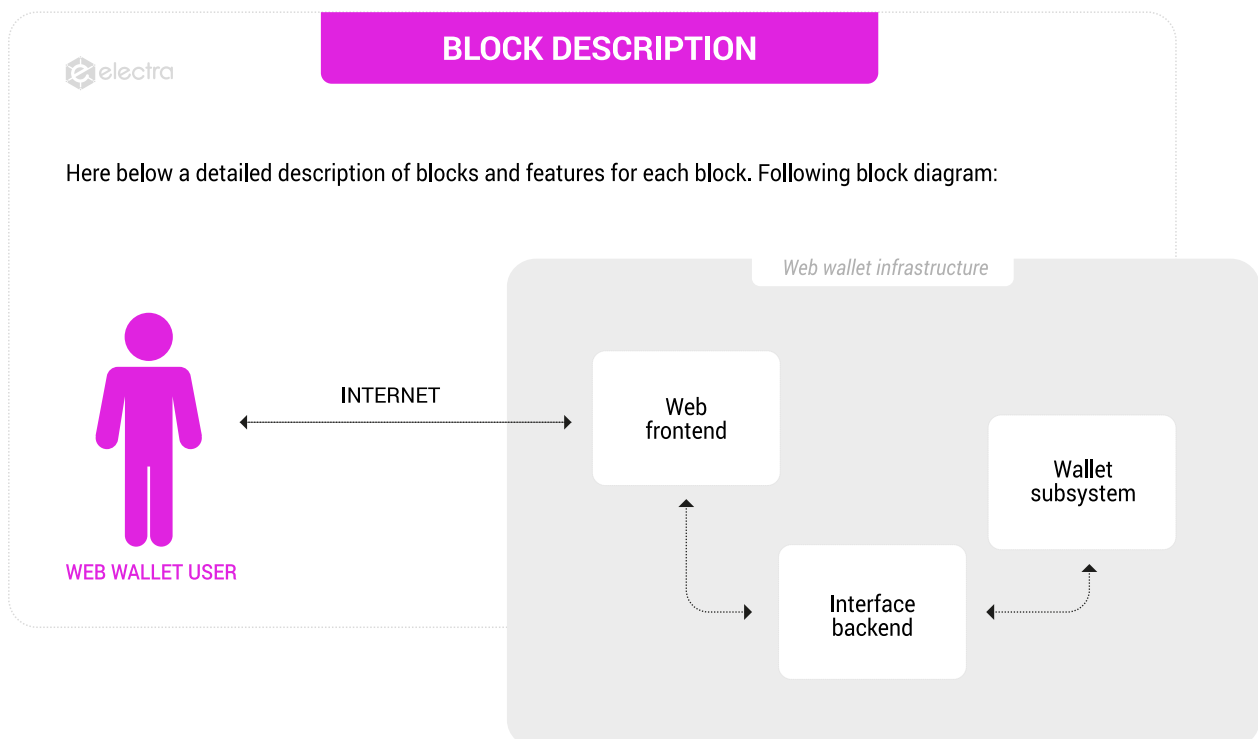 BLOCK DESCRIPTION
electra
Here below a detailed description of blocks and features for each block. Following block diagram:
Web wallet infrastructure
INTERNET
Web
frontend
Wallet
subsystem
WEB WALLET USER
Interface
backend